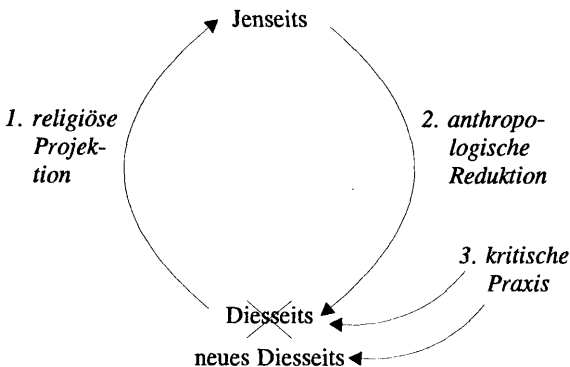 Jenseits
1. religiöse
Projek-
tion
2. anthropo-
logische
Reduktion
3. kritische
Praxis
Diesseits
neues Diesseits